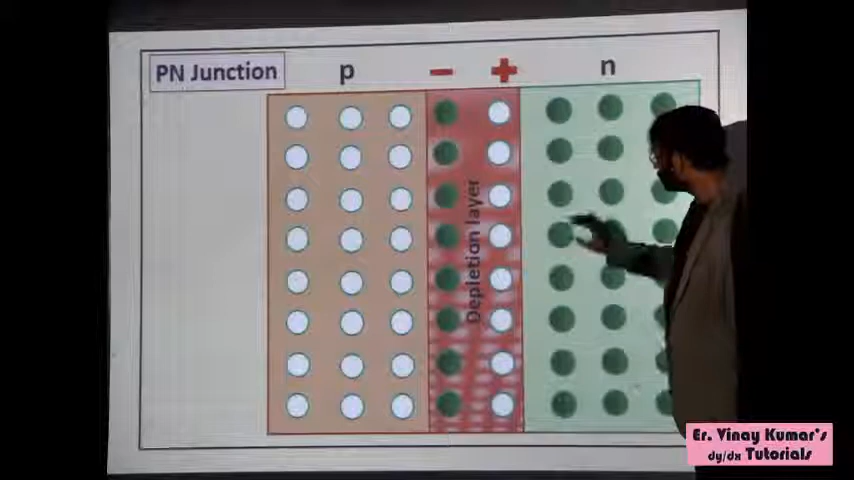 PN Junction
p
− +
n
Depletion layer
Er. Vinay Kumar's
dy/dx Tutorials